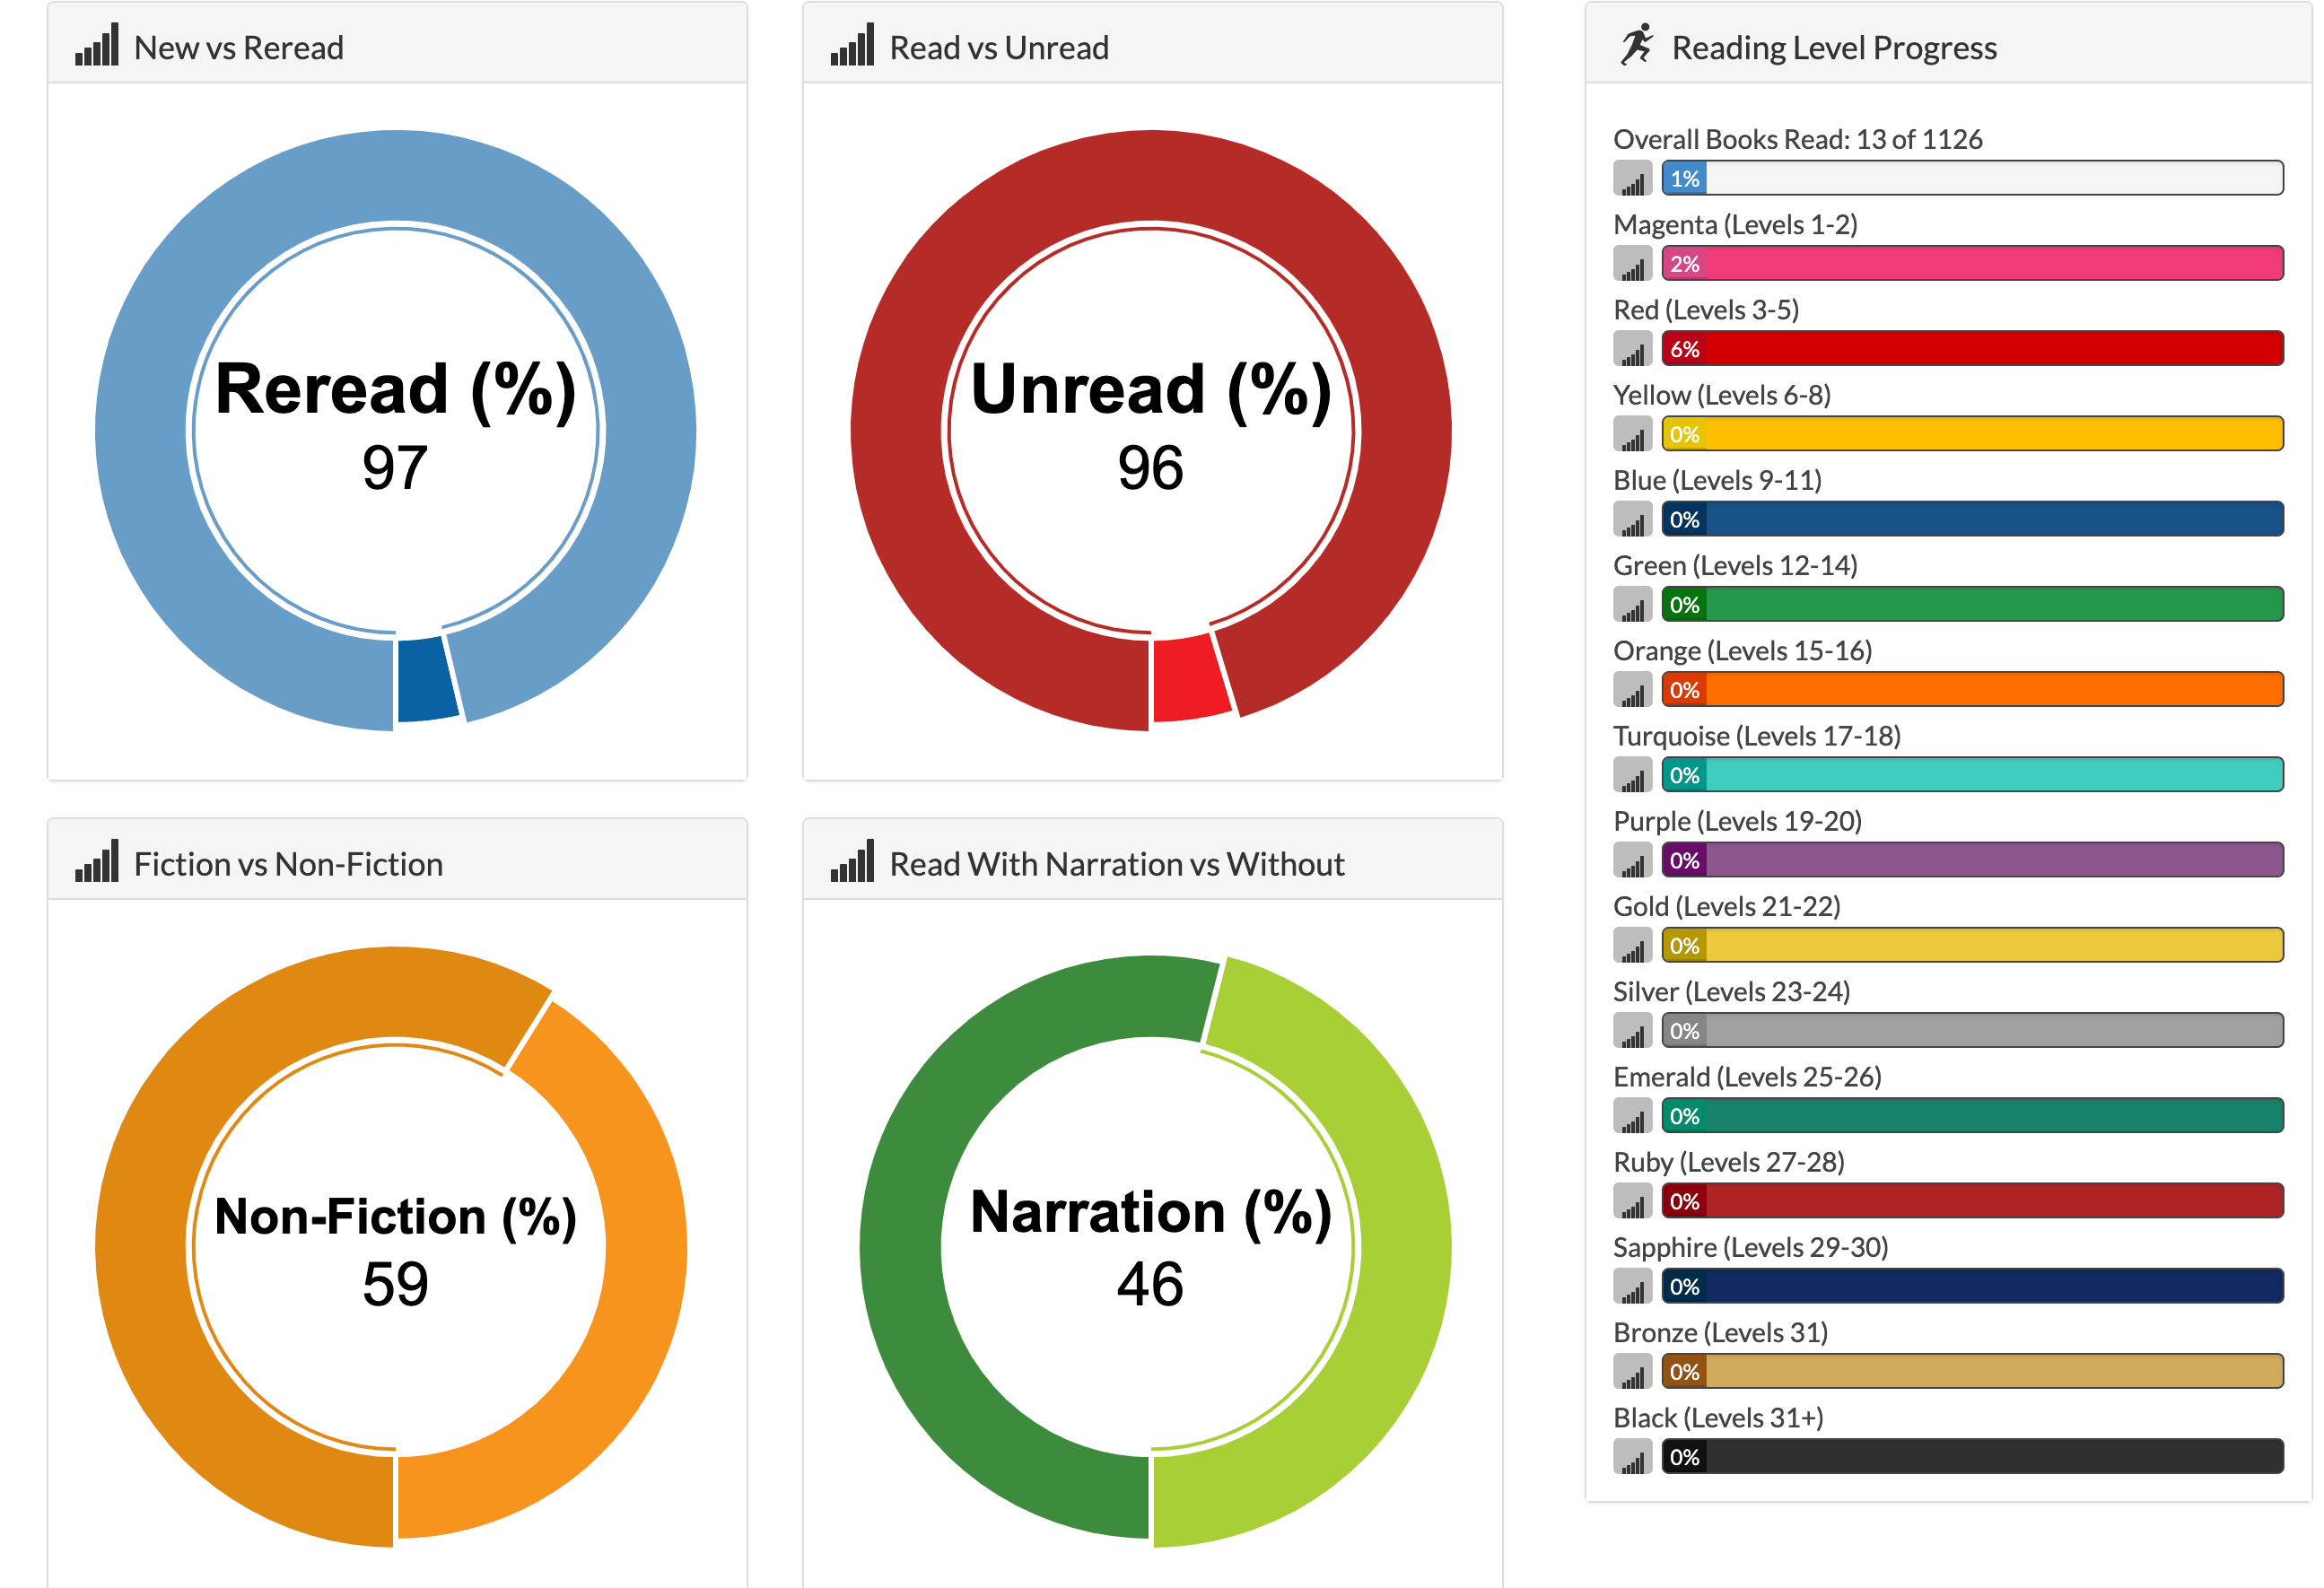 New vs Reread
Reread (%)
97
Read vs Unread
Unread (%)
96
Fiction vs Non-Fiction
Non-Fiction (%)
59
Read With Narration vs Without
Narration (%)
46
Reading Level Progress
Overall Books Read: 13 of 1126
1%
Magenta (Levels 1-2)
2%
Red (Levels 3-5)
6%
Yellow (Levels 6-8)
0%
Blue (Levels 9-11)
0%
Green (Levels 12-14)
0%
Orange (Levels 15-16)
0%
Turquoise (Levels 17-18)
0%
Purple (Levels 19-20)
0%
Gold (Levels 21-22)
0%
Silver (Levels 23-24)
0%
Emerald (Levels 25-26)
0%
Ruby (Levels 27-28)
0%
Sapphire (Levels 29-30)
0%
Bronze (Levels 31)
0%
Black (Levels 31+)
0%